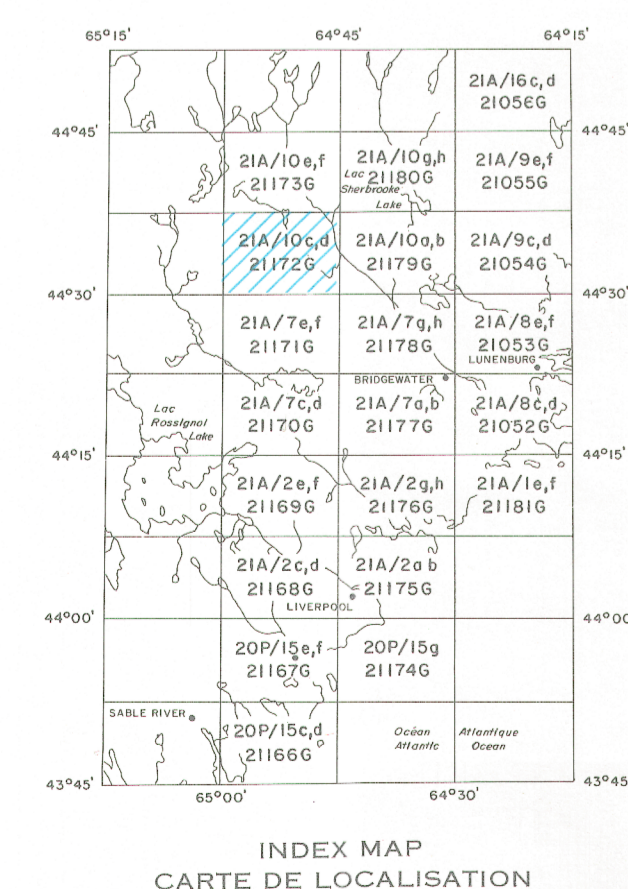 65°15' 64°45' 64°15'
21A/16c,d
21056G
44°45' 44°45'
21A/10e,f 21A/10g,h 21A/9e,f
21173G Lac 21180G 21055G
Sherbrooke
Lake
21A/10c,d 21A/10a,b 21A/9c,d
21172G 21179G 21054G
44°30' 44°30'
21A/7e,f 21A/7g,h 21A/8e,f
21171G 21178G 21053G
LUNENBURG
BRIDGEWATER
21A/7c,d 21A/7a,b 21A/8c,d
Lac
Rossignol
Lake
21170G 21177G 21052G
44°15' 44°15'
21A/2e,f 21A/2g,h 21A/1e,f
21169G 21176G 21181G
21A/2c,d 21A/2a b
21168G 21175G
LIVERPOOL
44°00' 44°00
20P/15e,f 20P/15g
21167G 21174G
SABLE RIVER
20P/15c,d Océan Atlantique
21166G Atlantic Ocean
43°45' 43°45
65°00' 64°30'
INDEX MAP
CARTE DE LOCALISATION